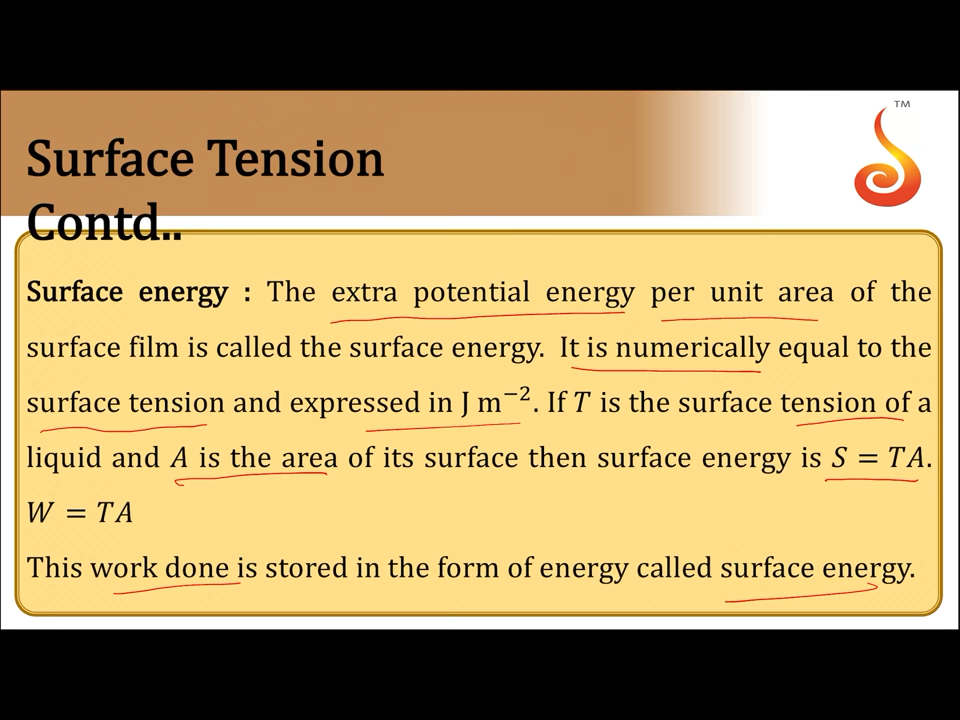 TM
Surface Tension
Contd..
Surface energy : The extra potential energy per unit area of the
surface film is called the surface energy. It is numerically equal to the
surface tension and expressed in J m⁻². If T is the surface tension of a
liquid and A is the area of its surface then surface energy is S = TA.
W = TA
This work done is stored in the form of energy called surface energy.